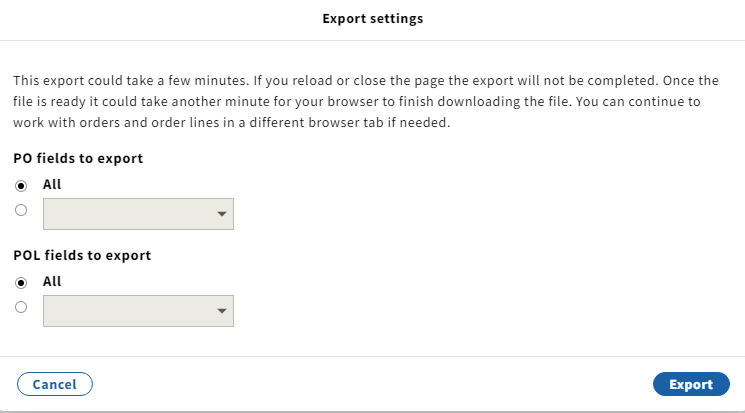 Export settings
This export could take a few minutes. If you reload or close the page the export will not be completed. Once the
file is ready it could take another minute for your browser to finish downloading the file. You can continue to
work with orders and order lines in a different browser tab if needed.
PO fields to export
All
POL fields to export
All
Cancel
Export